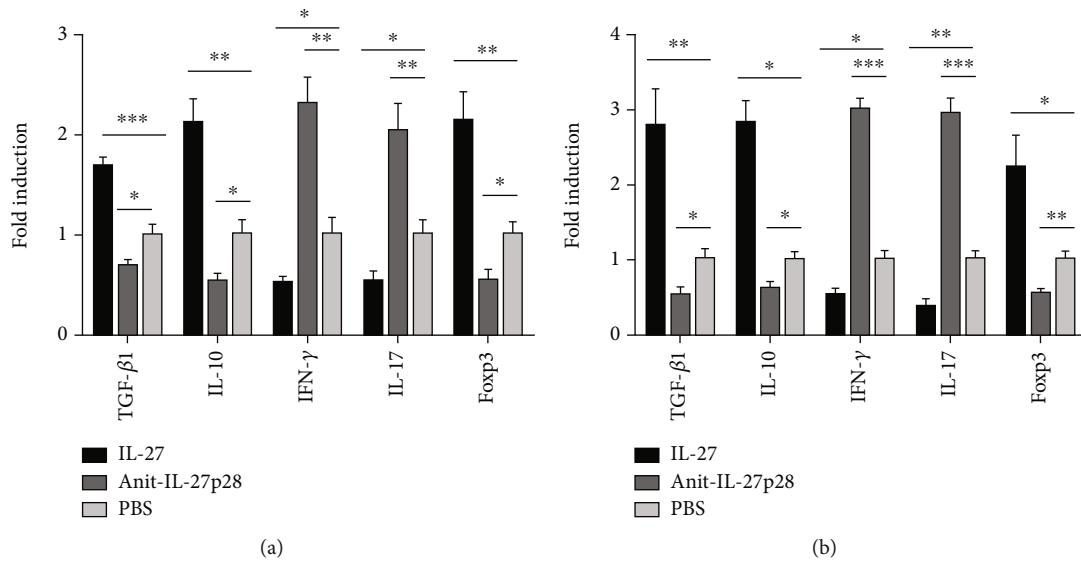 Fold induction
3
2
1
0
***
*
**
*
*
**
*
**
**
*
TGF-β1
IL-10
IFN-γ
IL-17
Foxp3
IL-27
Anit-IL-27p28
PBS
(a)
Fold induction
4
3
2
1
0
**
*
*
*
*
***
**
***
*
**
TGF-β1
IL-10
IFN-γ
IL-17
Foxp3
IL-27
Anit-IL-27p28
PBS
(b)